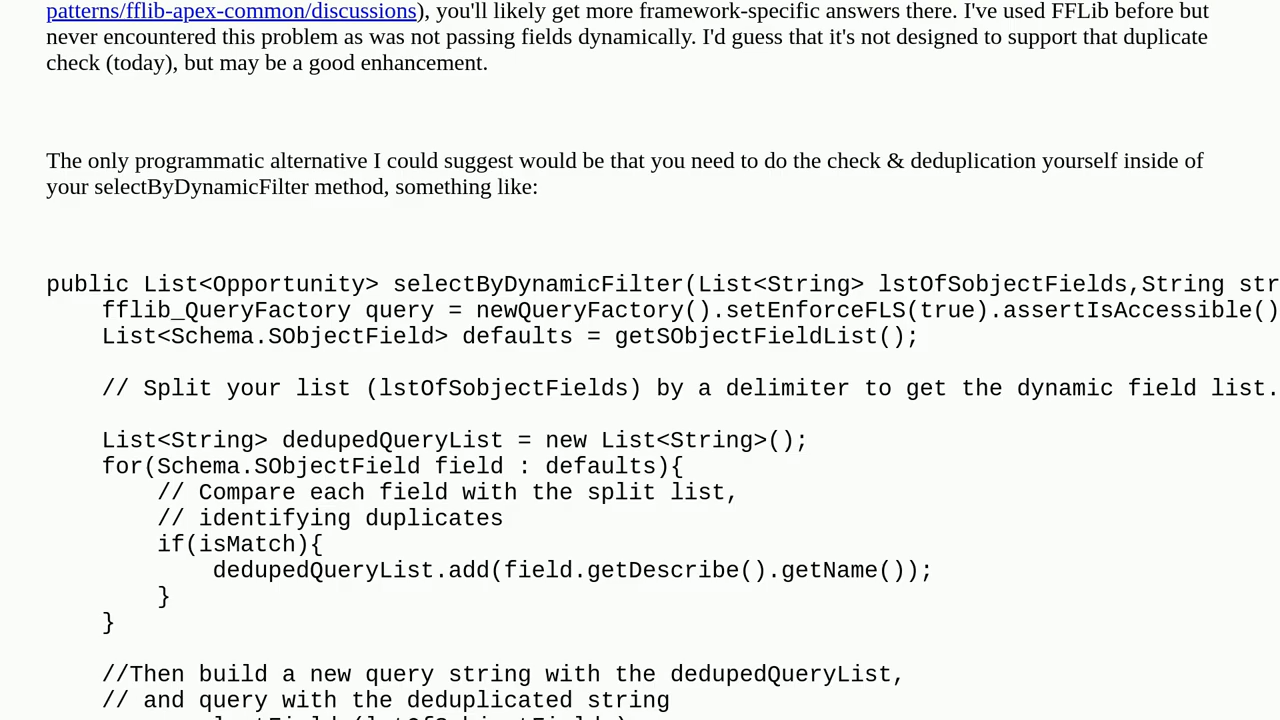 patterns/fflib-apex-common/discussions), you'll likely get more framework-specific answers there. I've used FFLib before but
never encountered this problem as was not passing fields dynamically. I'd guess that it's not designed to support that duplicate
check (today), but may be a good enhancement.
The only programmatic alternative I could suggest would be that you need to do the check & deduplication yourself inside of
your selectByDynamicFilter method, something like:
public List<Opportunity> selectByDynamicFilter(List<String> lstOfSobjectFields,String str
    fflib_QueryFactory query = newQueryFactory().setEnforceFLS(true).assertIsAccessible()
    List<Schema.SObjectField> defaults = getSObjectFieldList();
    // Split your list (lstOfSobjectFields) by a delimiter to get the dynamic field list.
    List<String> dedupedQueryList = new List<String>();
    for(Schema.SObjectField field : defaults){
        // Compare each field with the split list,
        // identifying duplicates
        if(isMatch){
            dedupedQueryList.add(field.getDescribe().getName());
        }
    }
    //Then build a new query string with the dedupedQueryList,
    // and query with the deduplicated string